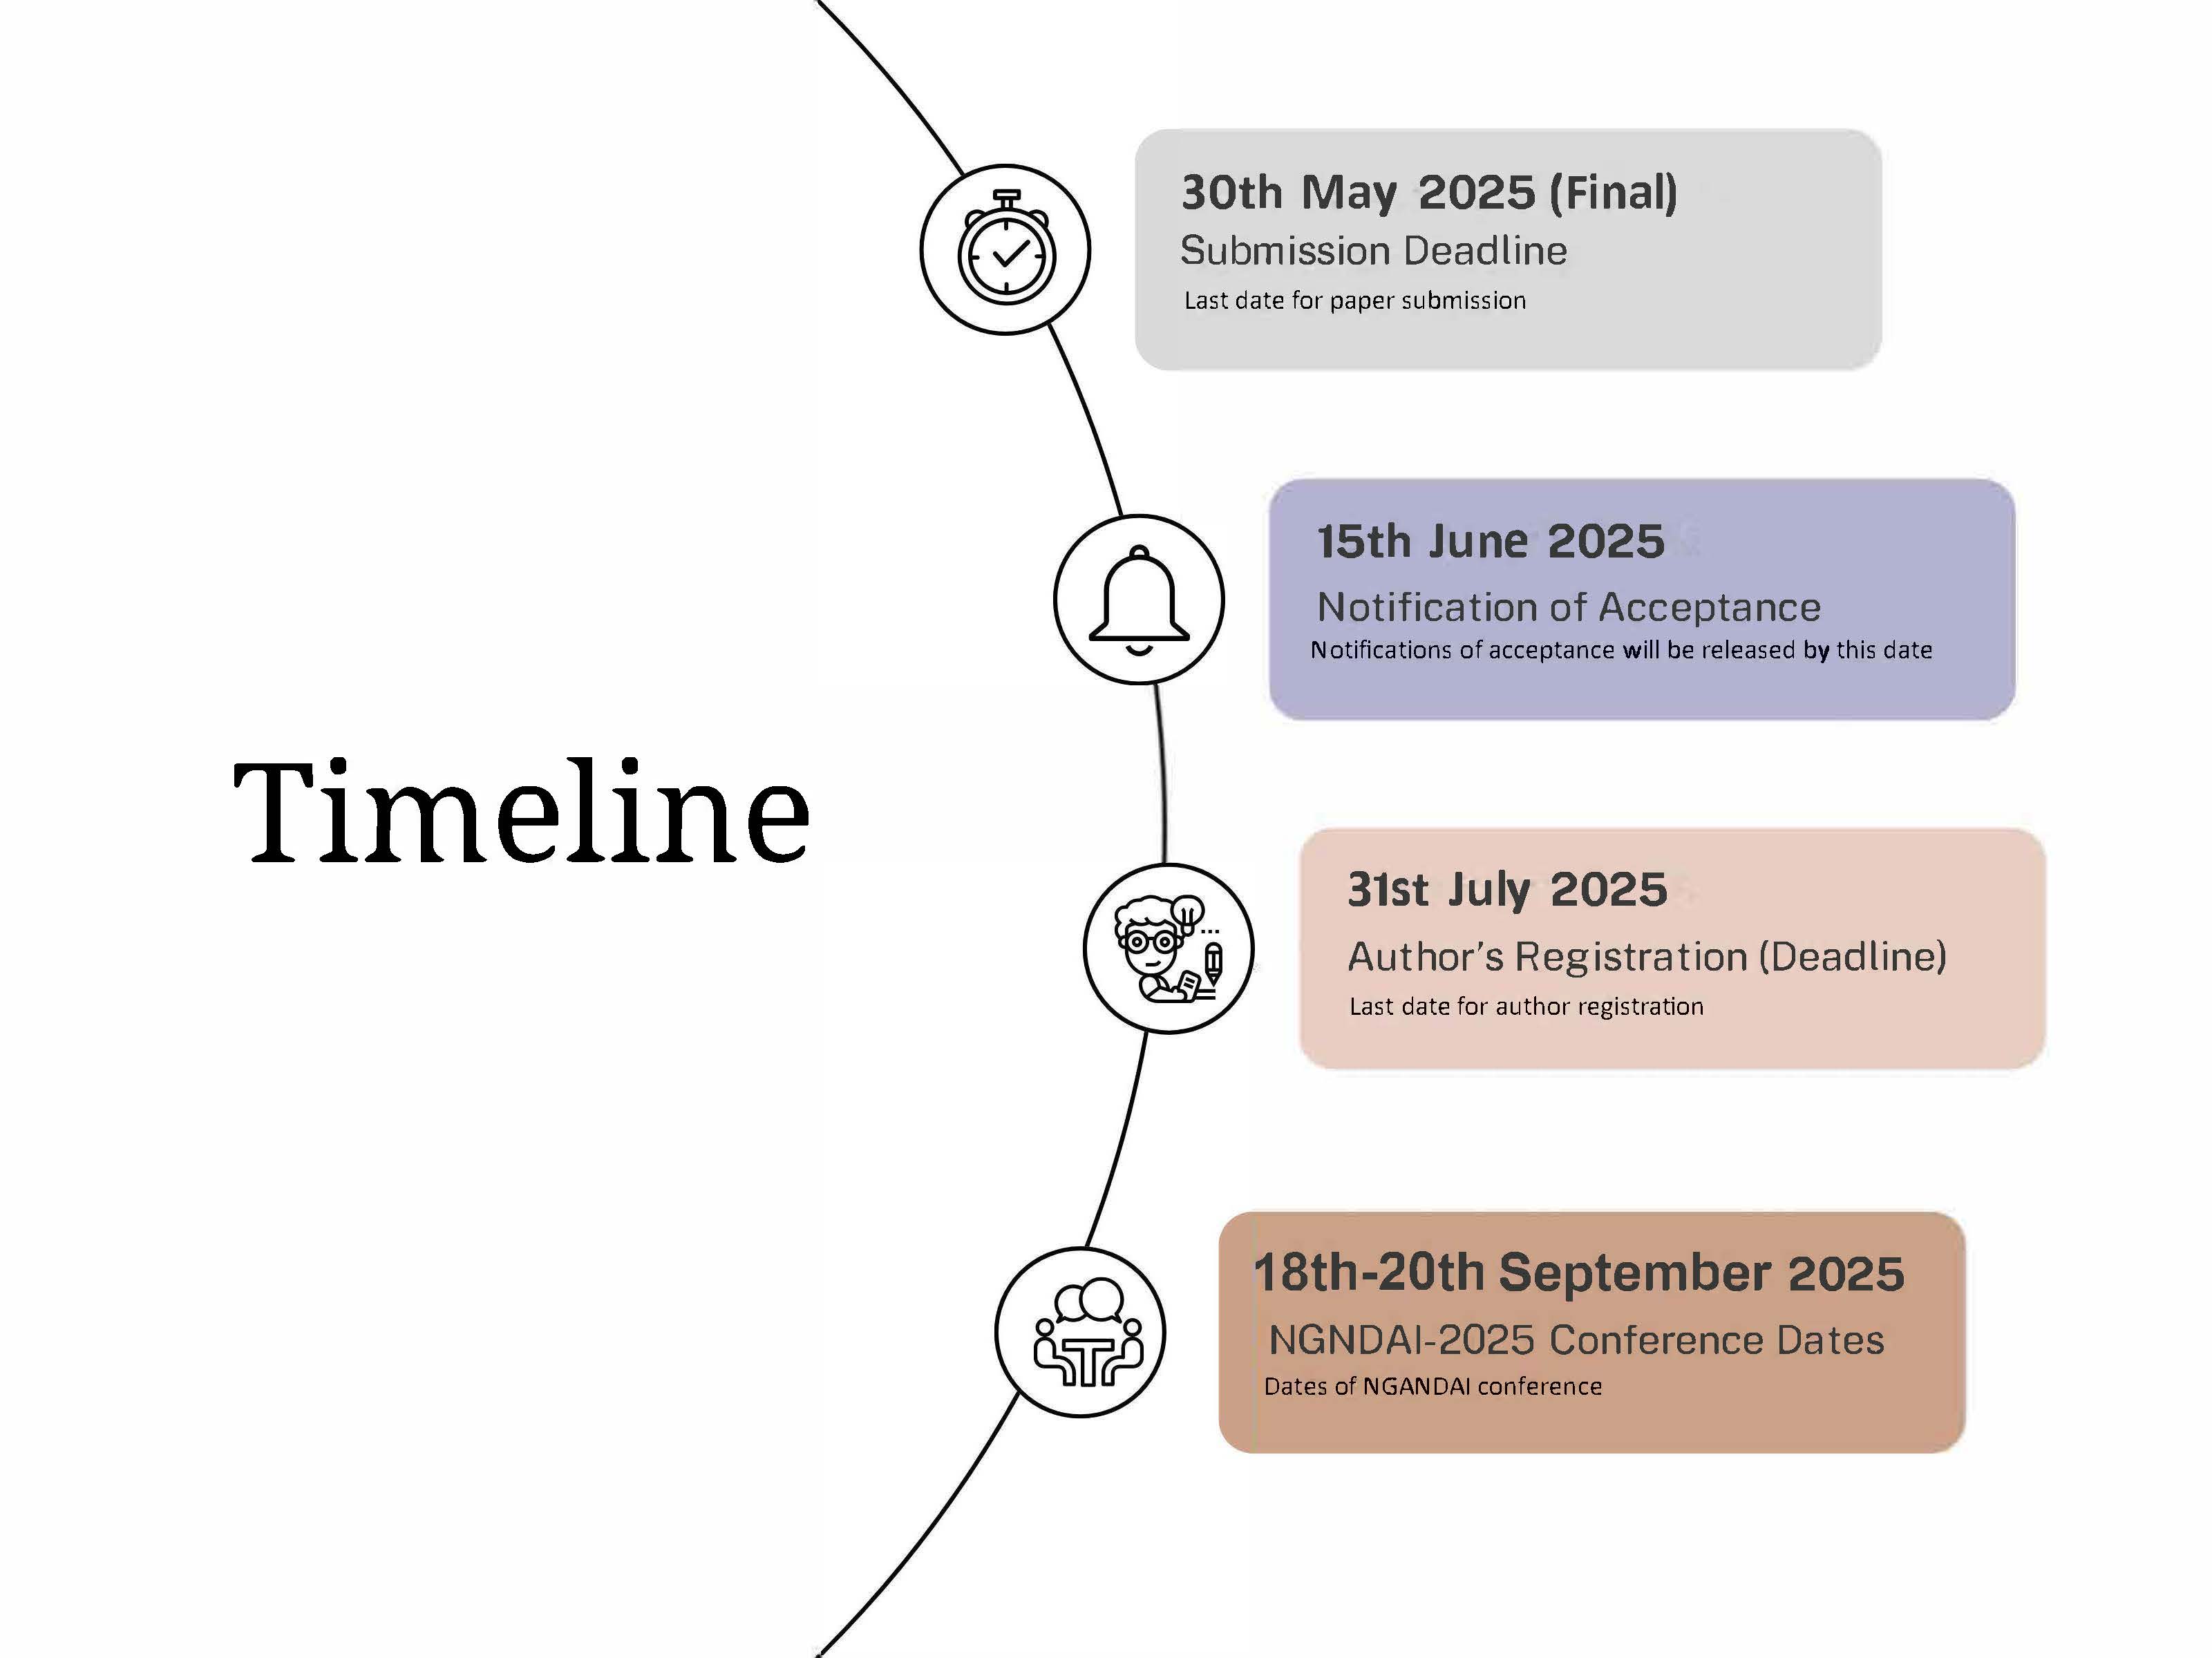 Timeline
30th May 2025 (Final)
Submission Deadline
Last date for paper submission
15th June 2025
Notification of Acceptance
Notifications of acceptance will be released by this date
31st July 2025
Author's Registration (Deadline)
Last date for author registration
18th-20th September 2025
NGNDAI-2025 Conference Dates
Dates of NGANDAI conference